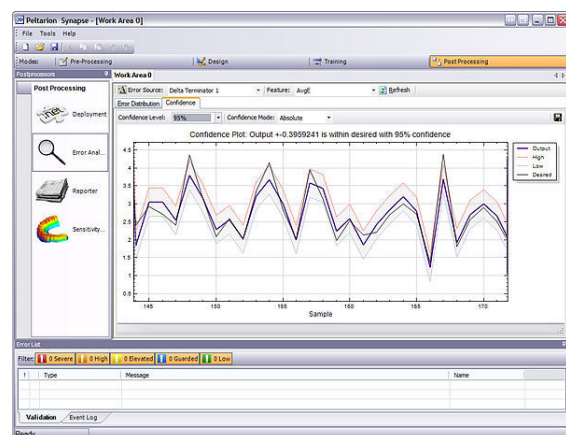 Peltarion Synapse - [Work Area 0]
File Tools Help
Modes: Pre-Processing Design Training Post Processing
Postprocessors
Work Area 0
Post Processing
Error Source: Delta Terminator 1 Feature: AvgE Refresh
Error Distribution Confidence
Deployment
Confidence Level: 95% Confidence Mode: Absolute
Confidence Plot: Output +-0.3959241 is within desired with 95% confidence
Error Anal...
Reporter
Sensitivity...
4.5
4
3.5
3
2.5
2
1.5
1
0.5
Output
High
Low
Desired
145 150 155 160 165 170
Sample
Error List
Filter: 0 Severe 0 High 0 Elevated 0 Guarded 0 Low
! Type Message Name
Validation Event Log
Ready